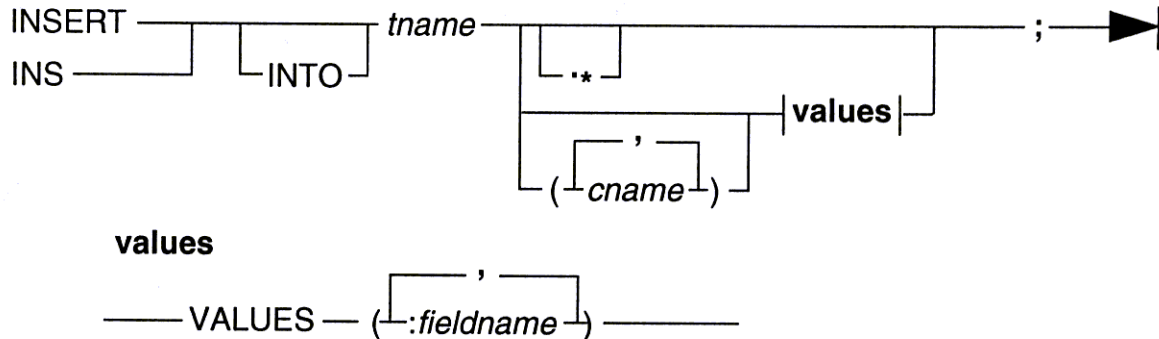 INSERT tname ;
INS INTO .*
values
,
( cname )
values
,
VALUES ( :fieldname )